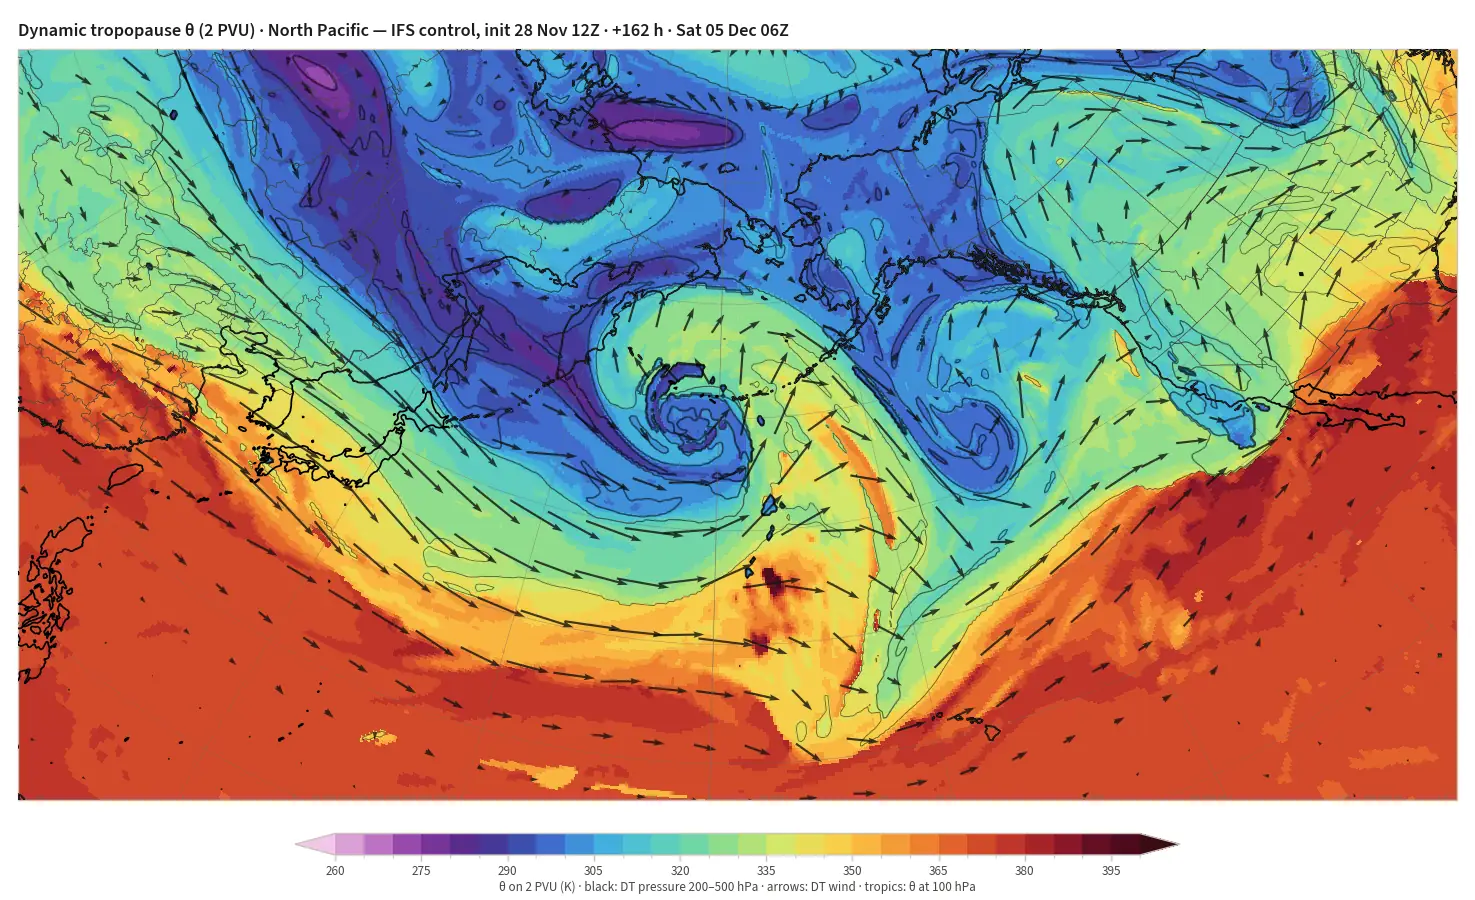 Dynamic tropopause θ (2 PVU) · North Pacific — IFS control, init 28 Nov 12Z · +162 h · Sat 05 Dec 06Z
260 275 290 305 320 335 350 365 380 395
θ on 2 PVU (K) · black: DT pressure 200–500 hPa · arrows: DT wind · tropics: θ at 100 hPa